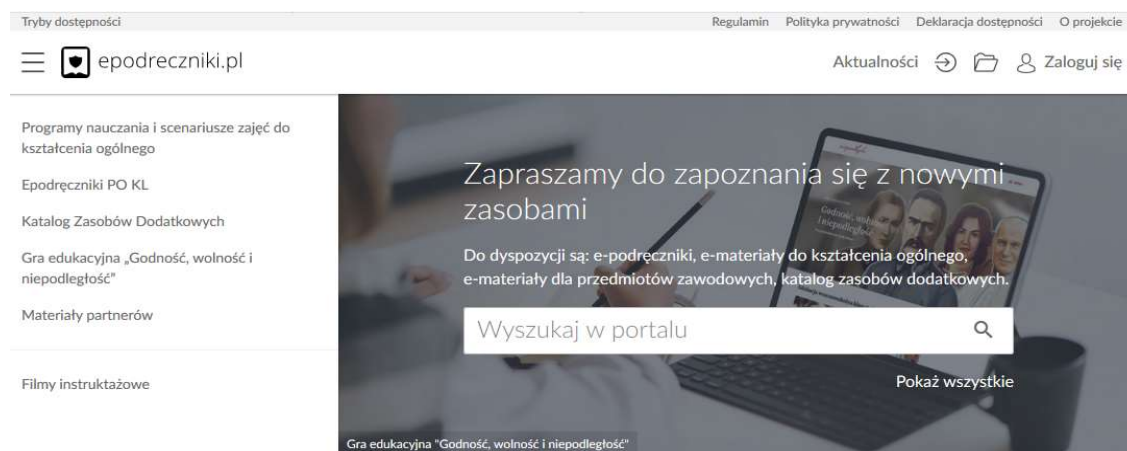 Tryby dostępności
Regulamin Polityka prywatności Deklaracja dostępności O projekcie
epodreczniki.pl
Aktualności Zaloguj się
Programy nauczania i scenariusze zajęć do
kształcenia ogólnego
Epodręczniki PO KL
Katalog Zasobów Dodatkowych
Gra edukacyjna „Godność, wolność i
niepodległość”
Materiały partnerów
Filmy instruktażowe
Zapraszamy do zapoznania się z nowymi
zasobami
Do dyspozycji są: e-podręczniki, e-materiały do kształcenia ogólnego,
e-materiały dla przedmiotów zawodowych, katalog zasobów dodatkowych.
Wyszukaj w portalu
Pokaż wszystkie
Godność, wolność
i niepodległość
Gra edukacyjna "Godność, wolność i niepodległość"